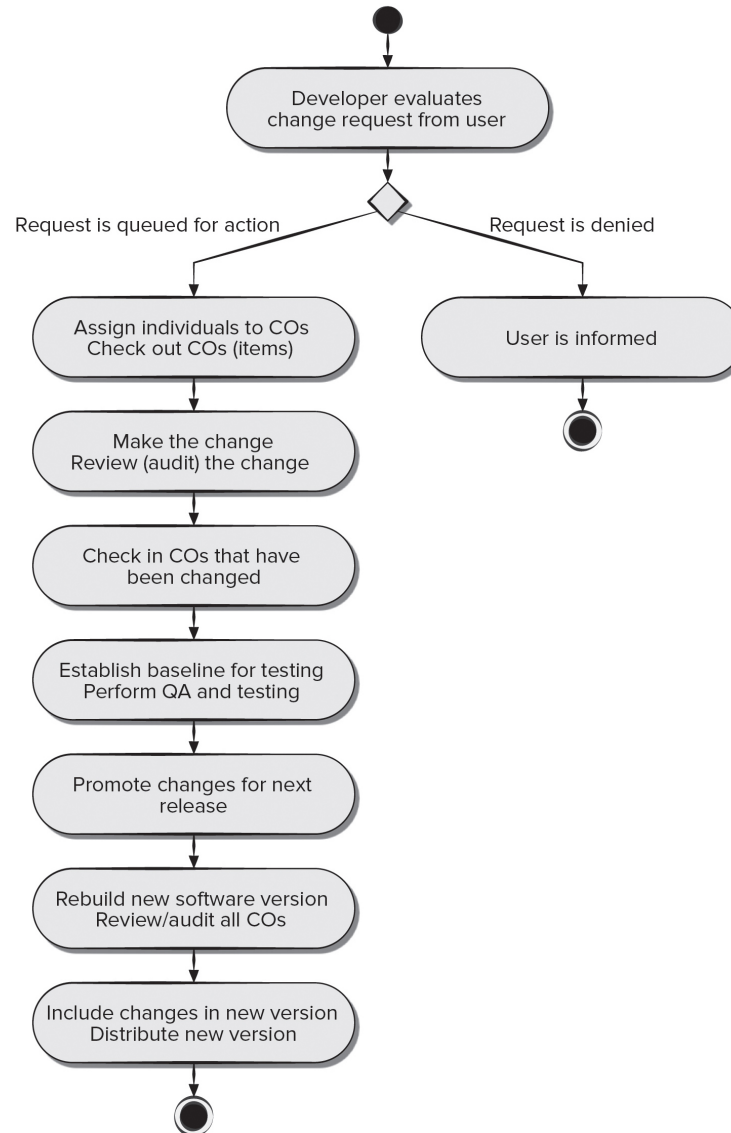 Developer evaluates
change request from user
Request is queued for action
Request is denied
Assign individuals to COs
Check out COs (items)
User is informed
Make the change
Review (audit) the change
Check in COs that have
been changed
Establish baseline for testing
Perform QA and testing
Promote changes for next
release
Rebuild new software version
Review/audit all COs
Include changes in new version
Distribute new version